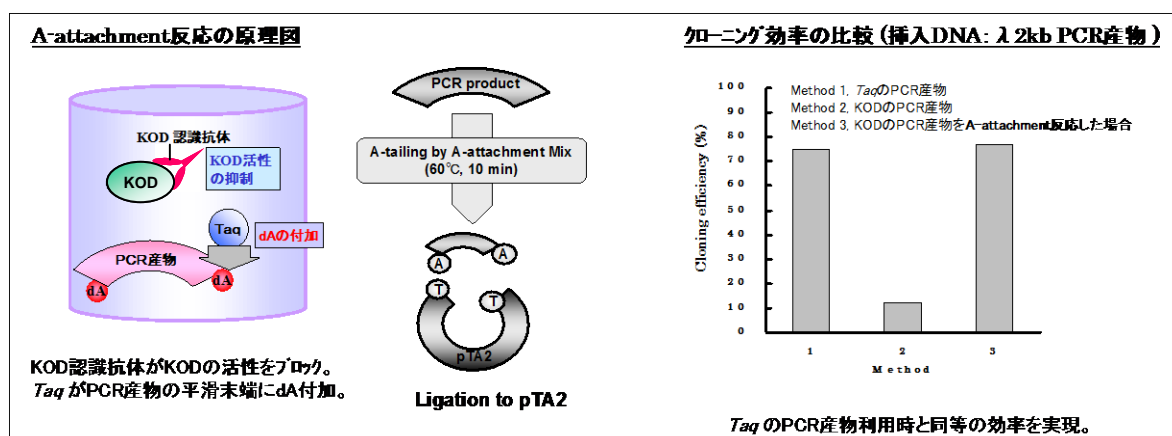 A-attachment反応の原理図
KOD 認識抗体
KOD活性
の抑制
KOD
Taq
dAの付加
PCR産物
dA
dA
KOD認識抗体がKODの活性をブロック。
TaqがPCR産物の平滑末端にdA付加。
PCR product
A-tailing by A-attachment Mix
(60℃, 10 min)
A
A
T
T
pTA2
Ligation to pTA2
クローニング効率の比較(挿入DNA: λ 2kb PCR産物)
Method 1, TaqのPCR産物
Method 2, KODのPCR産物
Method 3, KODのPCR産物をA-attachment反応した場合
Cloning efficiency (%)
100
90
80
70
60
50
40
30
20
10
0
1 2 3
Method
TaqのPCR産物利用時と同等の効率を実現。